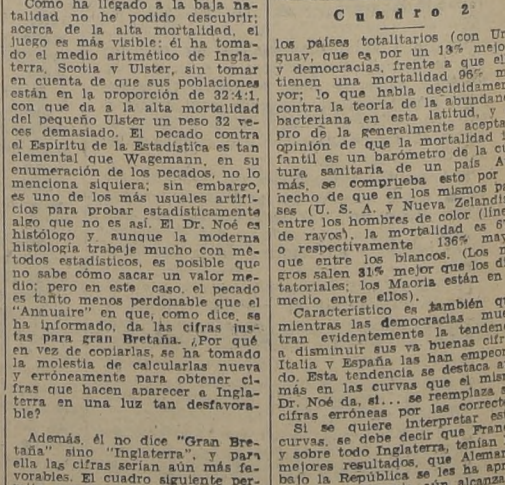 Como ha llegado a la baja na-
talidad no he podido descubrir;
acerca de la alta mortalidad, el
juego es más visible; él ha toma-
do el medio aritmético de Ingla-
terra, Scotia y Ulster, sin tomar
en cuenta de que sus poblaciones
están en la proporción de 32:4:1.
con que da a la alta mortalidad
del pequeño Ulster un peso 32 ve-
ces demasiado. El pecado contra
el Espíritu de la Estadística es tan
elemental que Wagemann, en su
enumeración de los pecados, no lo
menciona siquiera; sin embargo,
es uno de los más usuales artifi-
cios para probar estadísticamente
algo que no es así. El Dr. Noé es
histólogo y aunque la moderna
histología trabaje mucho con mé-
todos estadísticos, es posible que
no sabe cómo sacar un valor me-
dio; pero en este caso, el pecado
es tanto menos perdonable que el
"Annuaire" en que, como dice, se
ha informado, da las cifras jus-
tas para gran Bretaña. ¿Por qué
en vez de copiarlas, se ha tomado
la molestia de calcularlas nueva
y erróneamente para obtener ci-
fras que hacen aparecer a Ingla-
terra en una luz tan desfavora-
ble?
Además, él no dice "Gran Bre-
taña" sino "Inglaterra", y para
ella las cifras serían aún más fa-
vorables. El cuadro siguiente per-
Cuadro 2
los países totalitarios (con Uru
guay, que es por un 13% mejo
y democracias, frente a que el
tienen una mortalidad 96% m
yor; lo que habla decididamen
contra la teoría de la abundan
bacteriana en esta latitud, y
pro de la generalmente acepta
opinión de que la mortalidad i
fantil es un barómetro de la cu
tura sanitaria de un país A
más, se comprueba esto por
hecho de que en los mismos pa
ses (U. S. A. y Nueva Zelandi
entre los hombres de color (líne
de rayos), la mortalidad es 6
o respectivamente 136% may
que entre los blancos. (Los n
gros salen 31% mejor que los di
tatoriales; los Maoría están en
medio entre ellos).
Característico es también qu
mientras las democracias mue
tran evidentemente la tendenc
a disminuir sus ya buenas cifr
Italia y España las han empeor
do. Esta tendencia se destaca a
más en las curvas que el mism
Dr. Noé da, si... se reemplaza a
cifras erróneas por las correct
Si se quiere interpretar es
curvas, se debe decir que Franc
y sobre todo Inglaterra, tenían
mejores resultados, que Alema
bajo la República se les ha apr
alcanza